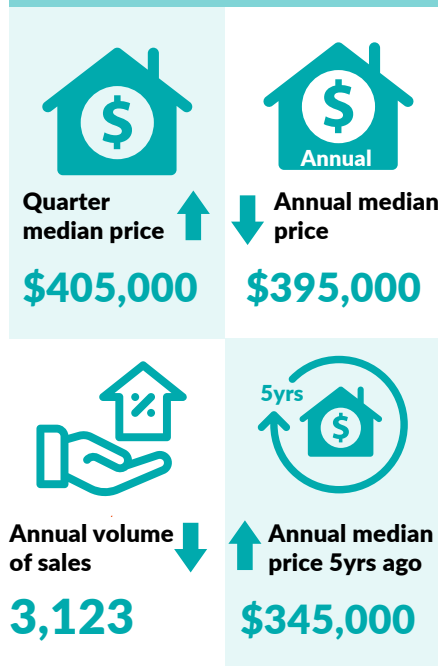 $
$
Annual
Quarter
median price
$405,000
Annual median
price
$395,000
%
Annual volume
of sales
3,123
5yrs
$
Annual median
price 5yrs ago
$345,000